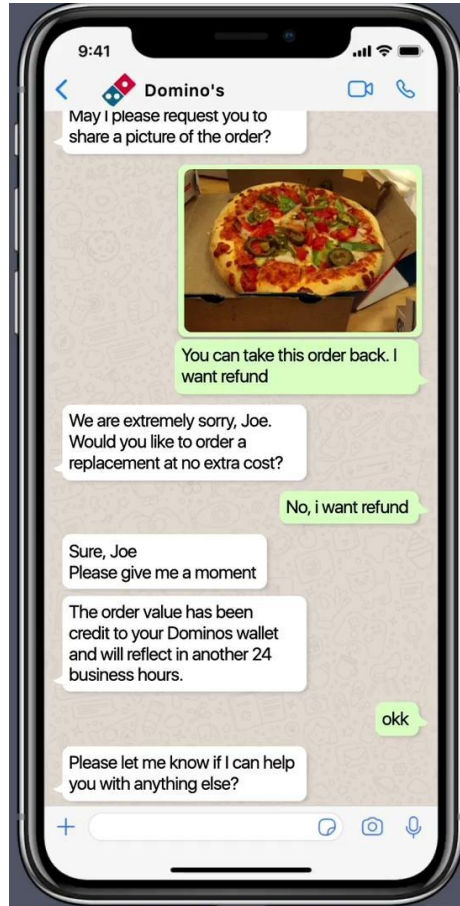 9:41
Domino's
May I please request you to
share a picture of the order?
You can take this order back. I
want refund
We are extremely sorry, Joe.
Would you like to order a
replacement at no extra cost?
No, i want refund
Sure, Joe
Please give me a moment
The order value has been
credit to your Dominos wallet
and will reflect in another 24
business hours.
okk
Please let me know if I can help
you with anything else?